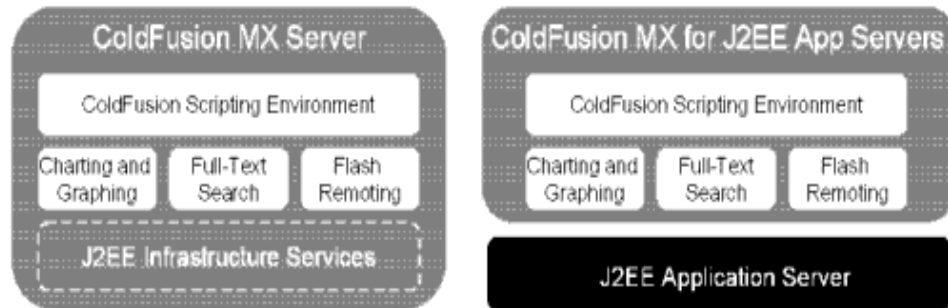 ColdFusion MX Server
ColdFusion Scripting Environment
Charting and
Graphing
Full-Text
Search
Flash
Remoting
J2EE Infrastructure Services
ColdFusion MX for J2EE App Servers
ColdFusion Scripting Environment
Charting and
Graphing
Full-Text
Search
Flash
Remoting
J2EE Application Server